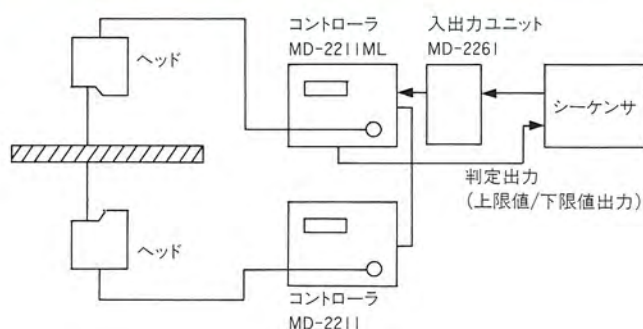 ヘッド
コントローラ
MD-2211ML
入出力ユニット
MD-2261
シーケンサ
判定出力
(上限値/下限値出力)
ヘッド
コントローラ
MD-2211